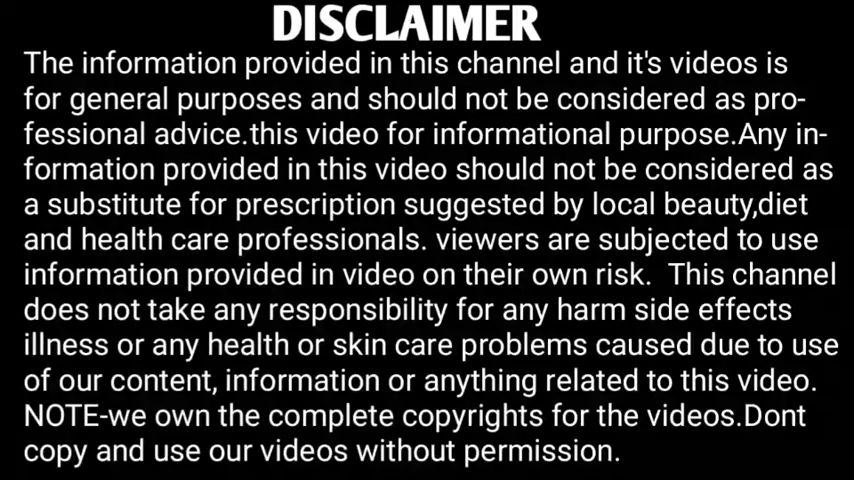 DISCLAIMER
The information provided in this channel and it's videos is
for general purposes and should not be considered as pro-
fessional advice.this video for informational purpose.Any in-
formation provided in this video should not be considered as
a substitute for prescription suggested by local beauty,diet
and health care professionals. viewers are subjected to use
information provided in video on their own risk.  This channel
does not take any responsibility for any harm side effects
illness or any health or skin care problems caused due to use
of our content, information or anything related to this video.
NOTE-we own the complete copyrights for the videos.Dont
copy and use our videos without permission.